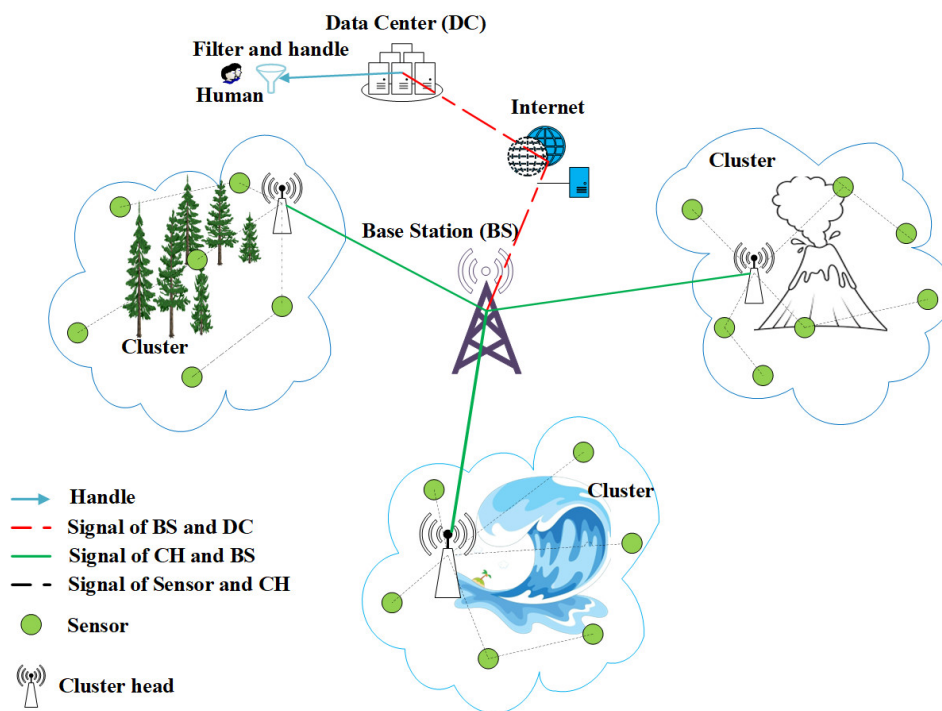 Data Center (DC)
Filter and handle
Human
Internet
Cluster
Base Station (BS)
Cluster
Cluster
Handle
Signal of BS and DC
Signal of CH and BS
Signal of Sensor and CH
Sensor
Cluster head